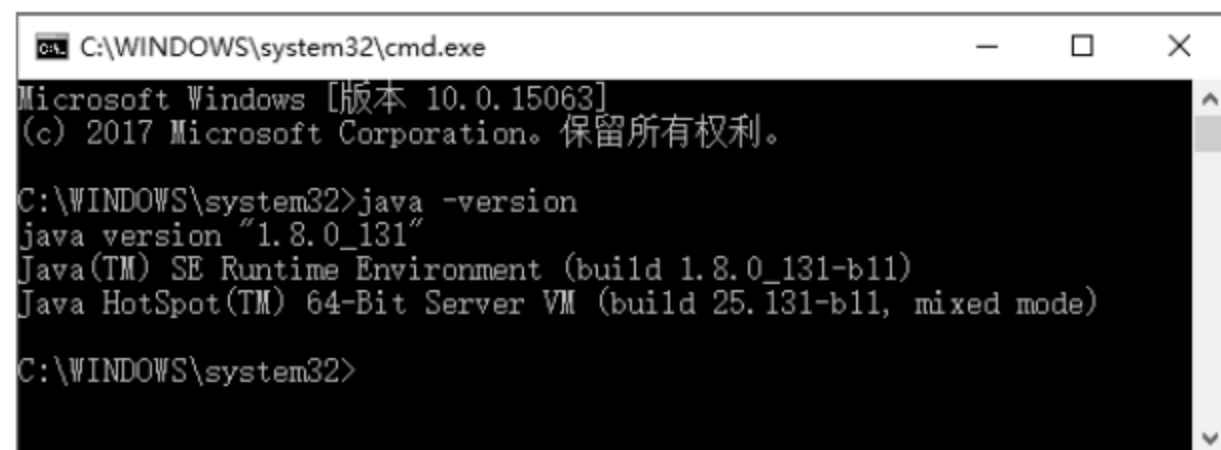 C:\WINDOWS\system32\cmd.exe
Microsoft Windows [版本 10.0.15063]
(c) 2017 Microsoft Corporation。保留所有权利。
C:\WINDOWS\system32>java -version
java version "1.8.0_131"
Java(TM) SE Runtime Environment (build 1.8.0_131-b11)
Java HotSpot(TM) 64-Bit Server VM (build 25.131-b11, mixed mode)
C:\WINDOWS\system32>